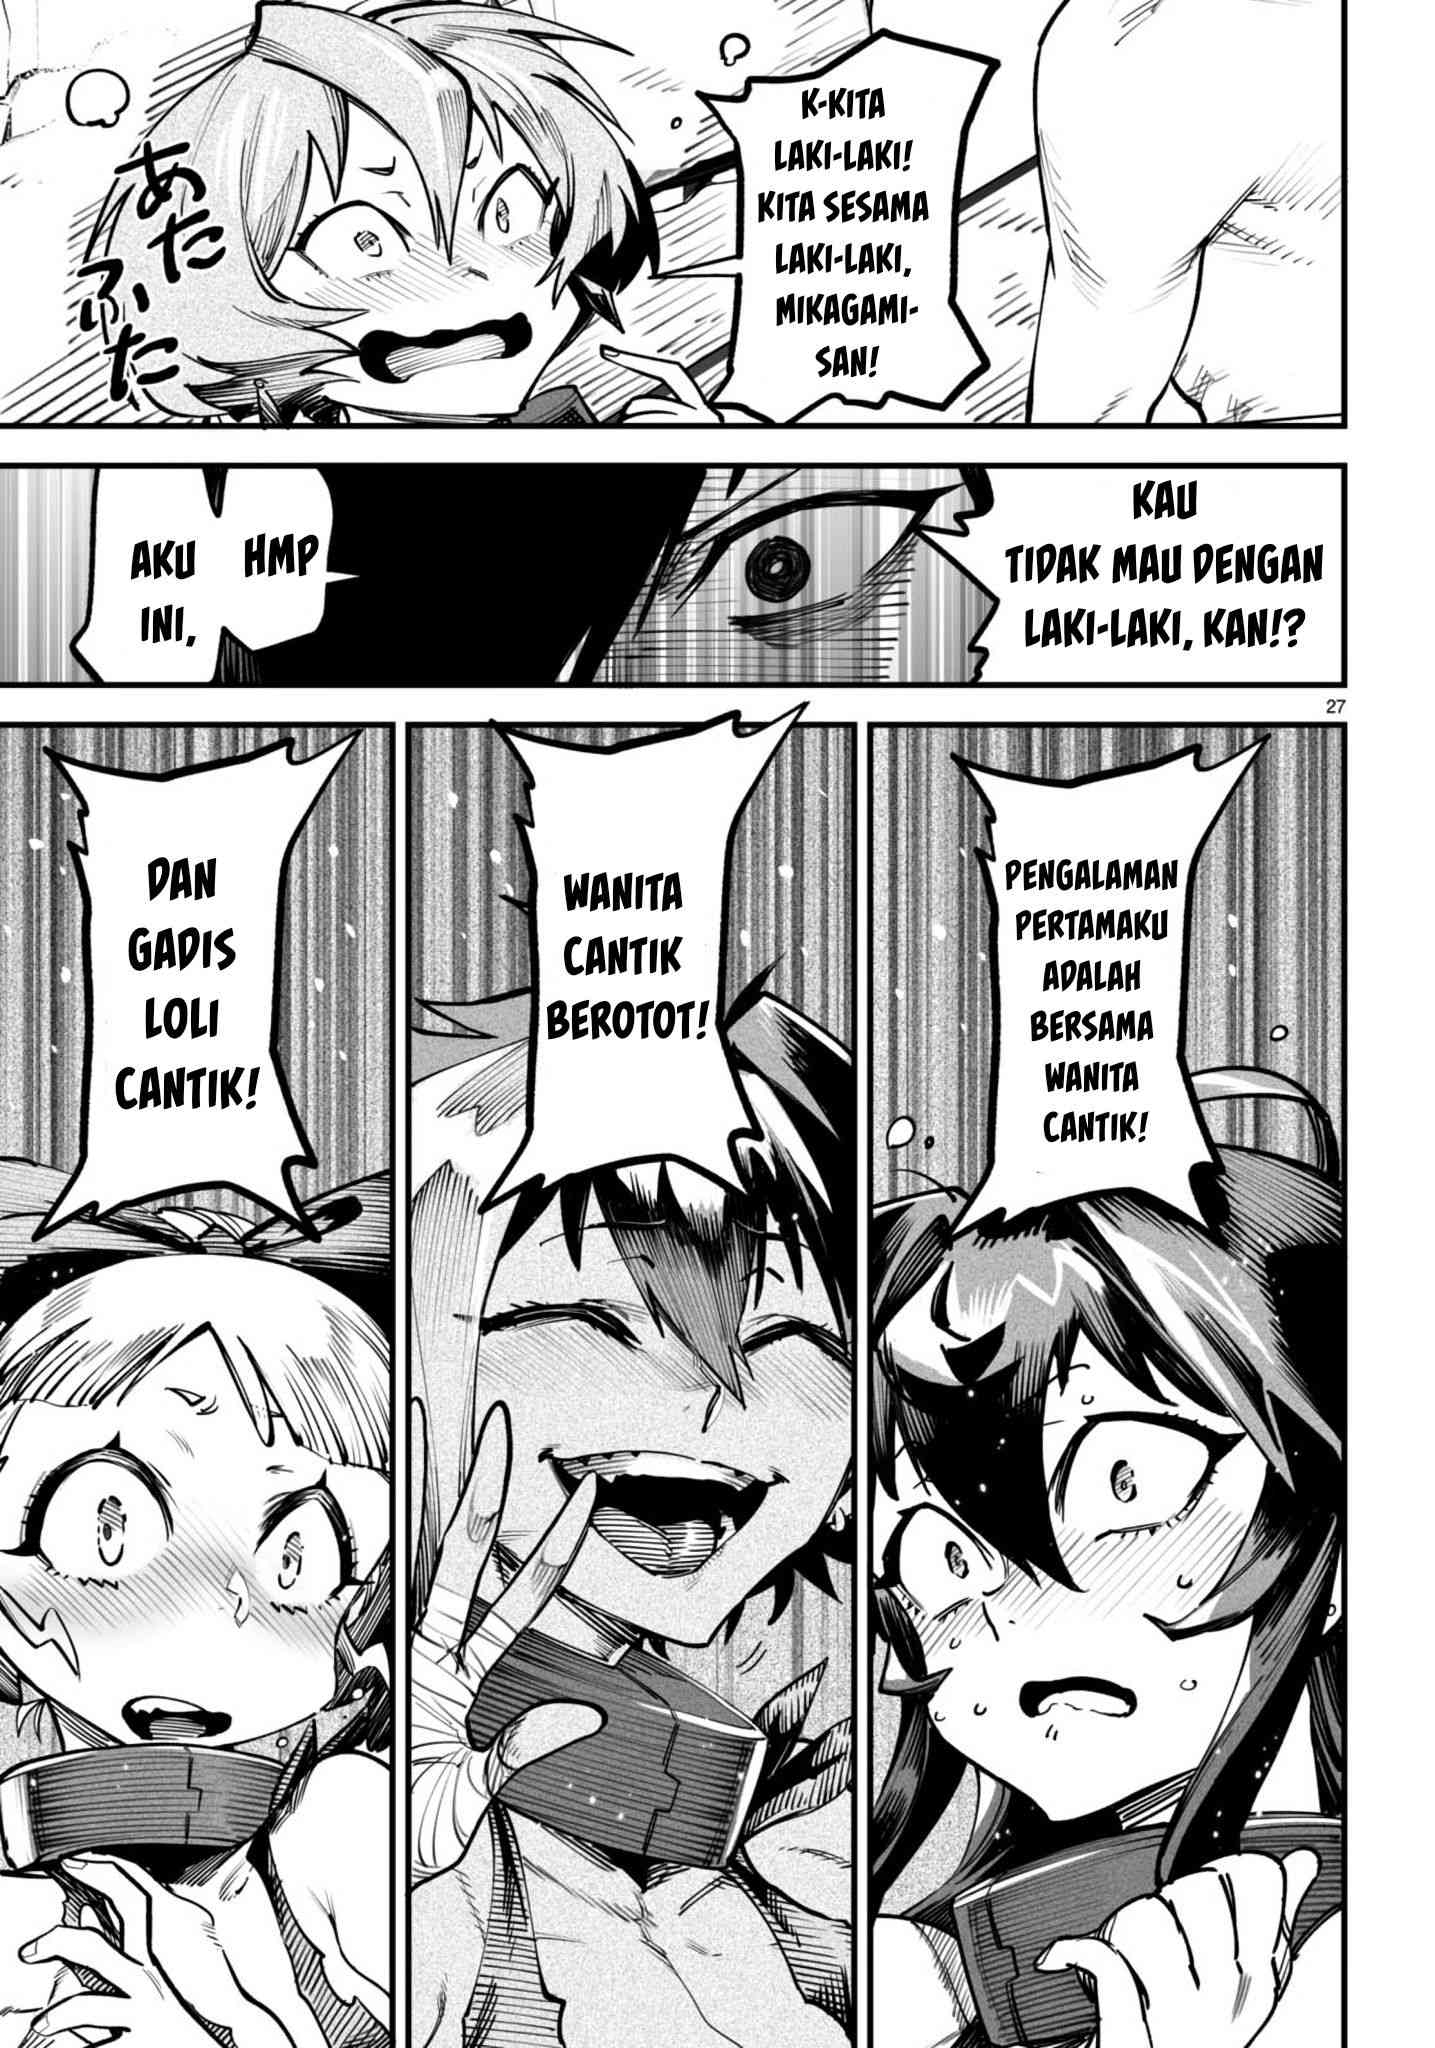 K-KITA
LAKI-LAKI!
KITA SESAMA
LAKI-LAKI,
MIKAGAMI-
SAN!
あた
ふた
KAU
TIDAK MAU DENGAN
LAKI-LAKI, KAN!?
HMP
AKU
INI,
27
PENGALAMAN
PERTAMAKU
ADALAH
BERSAMA
WANITA
CANTIK!
WANITA
CANTIK
BEROTOT!
DAN
GADIS
LOLI
CANTIK!